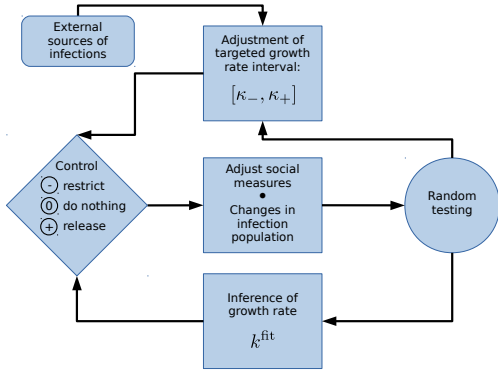 External
sources of
infections
Adjustment of
targeted growth
rate interval:
[κ₋, κ₊]
Control
- restrict
0 do nothing
+ release
Adjust social
measures
•
Changes in
infection
population
Random
testing
Inference of
growth rate
k^fit